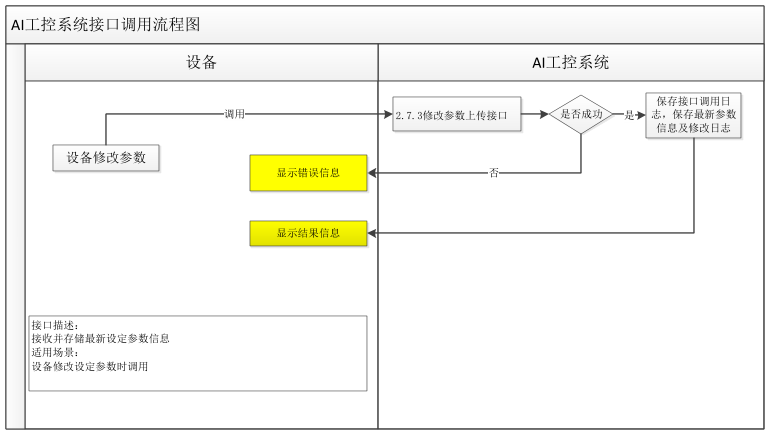 AI工控系统接口调用流程图
设备
AI工控系统
调用
2.7.3修改参数上传接口
是否成功
是
保存接口调用日
志，保存最新参数
信息及修改日志
设备修改参数
显示错误信息
否
显示结果信息
接口描述：
接收并存储最新设定参数信息
适用场景：
设备修改设定参数时调用